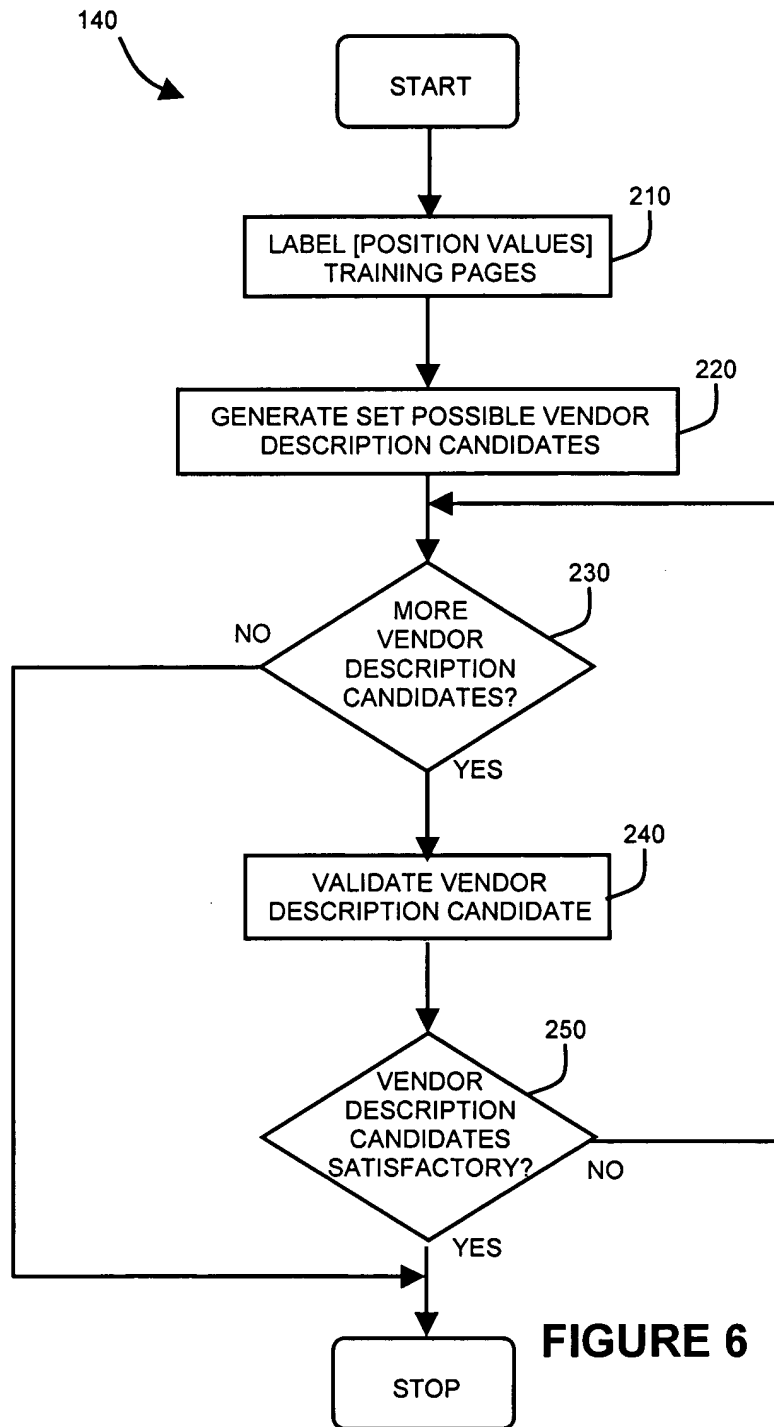 140
START
210
LABEL [POSITION VALUES]
TRAINING PAGES
220
GENERATE SET POSSIBLE VENDOR
DESCRIPTION CANDIDATES
230
MORE
VENDOR
DESCRIPTION
CANDIDATES?
NO
YES
240
VALIDATE VENDOR
DESCRIPTION CANDIDATE
250
VENDOR
DESCRIPTION
CANDIDATES
SATISFACTORY?
NO
YES
FIGURE 6
STOP